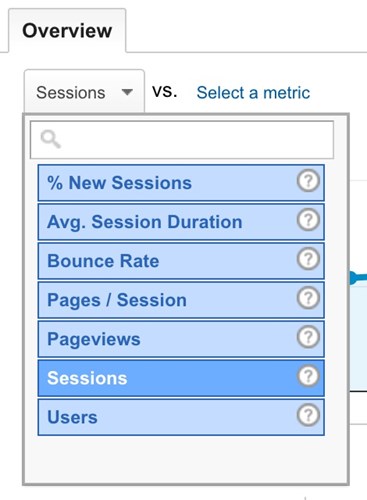 Overview
Sessions vs. Select a metric
% New Sessions ?
Avg. Session Duration ?
Bounce Rate ?
Pages / Session ?
Pageviews ?
Sessions ?
Users ?